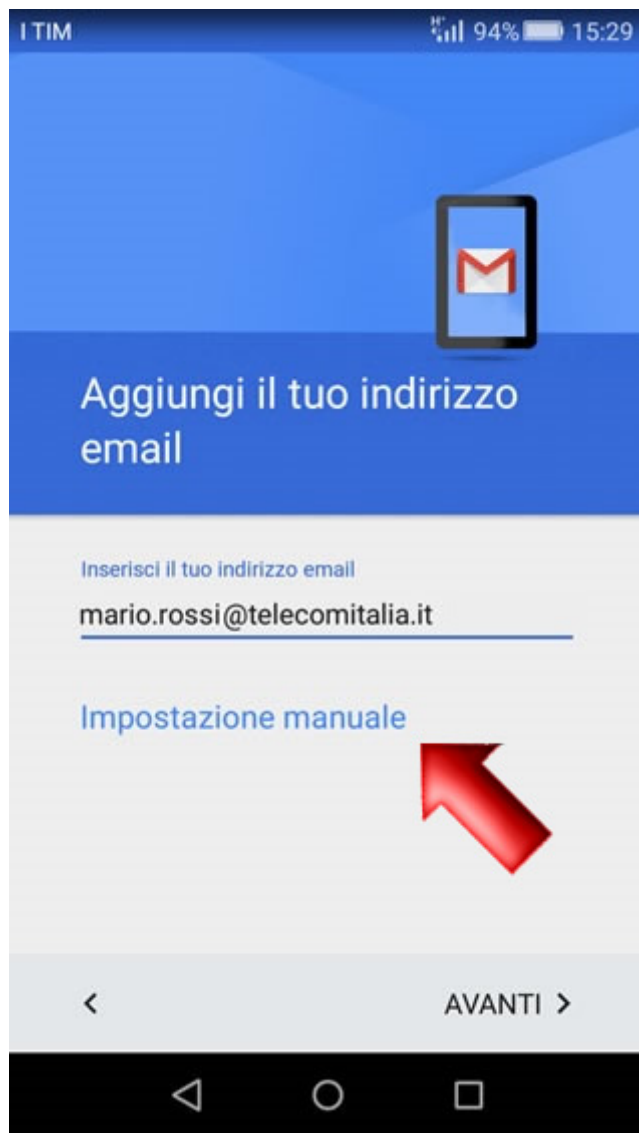 I TIM 94% 15:29
Aggiungi il tuo indirizzo
email
Inserisci il tuo indirizzo email
mario.rossi@telecomitalia.it
Impostazione manuale
AVANTI